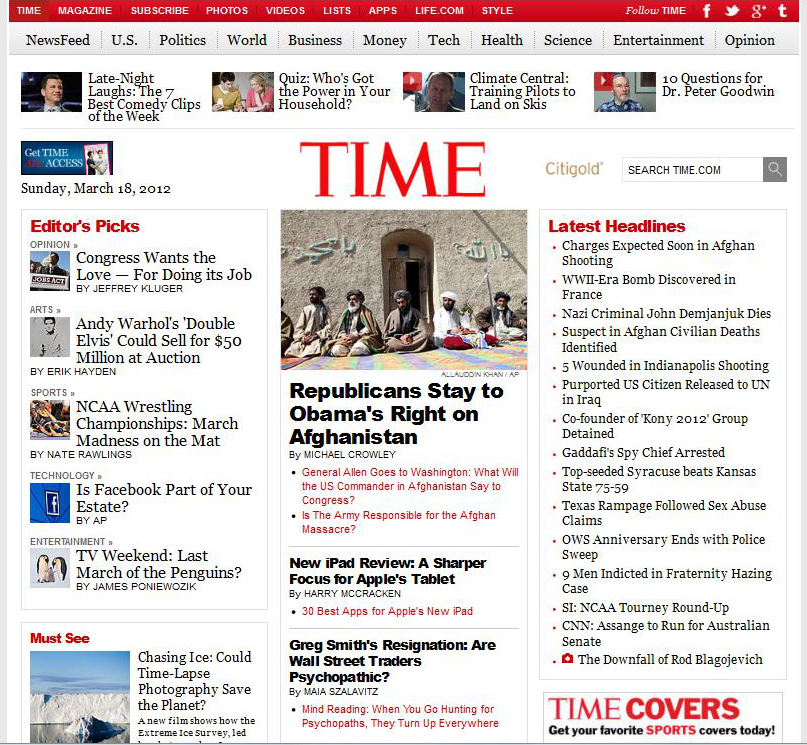 TIME MAGAZINE SUBSCRIBE PHOTOS VIDEOS LISTS APPS LIFE.COM STYLE Follow TIME
NewsFeed U.S. Politics World Business Money Tech Health Science Entertainment Opinion
Late-Night
Laughs: The 7
Best Comedy Clips
of the Week
Quiz: Who's Got
the Power in Your
Household?
Climate Central:
Training Pilots to
Land on Skis
10 Questions for
Dr. Peter Goodwin
Get TIME
ALL ACCESS
Sunday, March 18, 2012
TIME
Citigold®
SEARCH TIME.COM
Editor's Picks
OPINION »
JOBS ACT
Congress Wants the
Love — For Doing its Job
BY JEFFREY KLUGER
ARTS »
Andy Warhol's 'Double
Elvis' Could Sell for $50
Million at Auction
BY ERIK HAYDEN
SPORTS »
NCAA Wrestling
Championships: March
Madness on the Mat
BY NATE RAWLINGS
TECHNOLOGY »
Is Facebook Part of Your
Estate?
BY AP
ENTERTAINMENT »
TV Weekend: Last
March of the Penguins?
BY JAMES PONIEWOZIK
Must See
Chasing Ice: Could
Time-Lapse
Photography Save
the Planet?
A new film shows how the
Extreme Ice Survey, led
ALLAUDDIN KHAN / AP
Republicans Stay to
Obama's Right on
Afghanistan
By MICHAEL CROWLEY
General Allen Goes to Washington: What Will
the US Commander in Afghanistan Say to
Congress?
Is The Army Responsible for the Afghan
Massacre?
New iPad Review: A Sharper
Focus for Apple's Tablet
By HARRY MCCRACKEN
30 Best Apps for Apple's New iPad
Greg Smith's Resignation: Are
Wall Street Traders
Psychopathic?
By MAIA SZALAVITZ
Mind Reading: When You Go Hunting for
Psychopaths, They Turn Up Everywhere
Latest Headlines
Charges Expected Soon in Afghan
Shooting
WWII-Era Bomb Discovered in
France
Nazi Criminal John Demjanjuk Dies
Suspect in Afghan Civilian Deaths
Identified
5 Wounded in Indianapolis Shooting
Purported US Citizen Released to UN
in Iraq
Co-founder of 'Kony 2012' Group
Detained
Gaddafi's Spy Chief Arrested
Top-seeded Syracuse beats Kansas
State 75-59
Texas Rampage Followed Sex Abuse
Claims
OWS Anniversary Ends with Police
Sweep
9 Men Indicted in Fraternity Hazing
Case
SI: NCAA Tourney Round-Up
CNN: Assange to Run for Australian
Senate
The Downfall of Rod Blagojevich
TIME COVERS
Get your favorite SPORTS covers today!